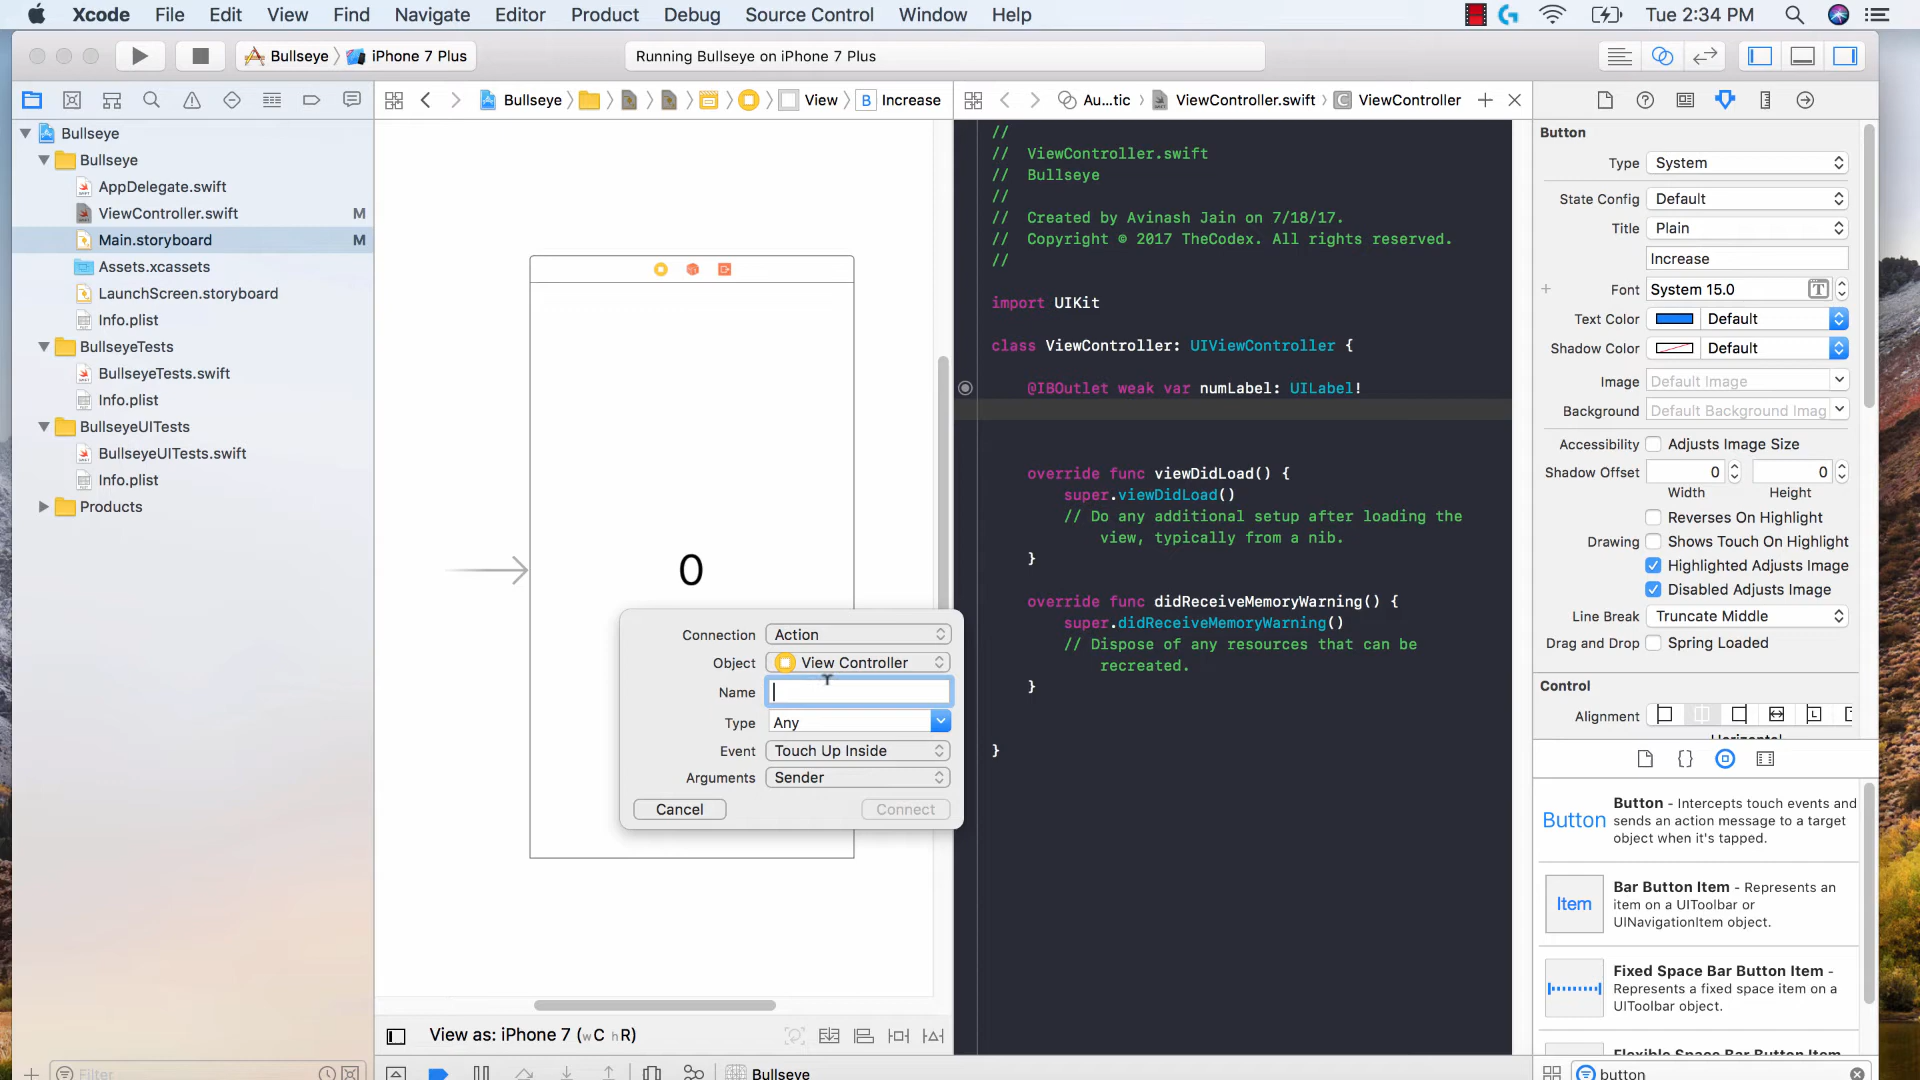 Xcode File Edit View Find Navigate Editor Product Debug Source Control Window Help Tue 2:34 PM
Bullseye iPhone 7 Plus Running Bullseye on iPhone 7 Plus
Bullseye View B Increase
Au...tic ViewController.swift C ViewController
Bullseye
Bullseye
AppDelegate.swift
ViewController.swift M
Main.storyboard M
Assets.xcassets
LaunchScreen.storyboard
Info.plist
BullseyeTests
BullseyeTests.swift
Info.plist
BullseyeUITests
BullseyeUITests.swift
Info.plist
Products
Filter
0
Connection Action
Object View Controller
Name
Type Any
Event Touch Up Inside
Arguments Sender
Cancel Connect
View as: iPhone 7 (wC hR)
Bullseye
//
// ViewController.swift
// Bullseye
//
// Created by Avinash Jain on 7/18/17.
// Copyright © 2017 TheCodex. All rights reserved.
//
import UIKit
class ViewController: UIViewController {
@IBOutlet weak var numLabel: UILabel!
override func viewDidLoad() {
super.viewDidLoad()
// Do any additional setup after loading the
view, typically from a nib.
}
override func didReceiveMemoryWarning() {
super.didReceiveMemoryWarning()
// Dispose of any resources that can be
recreated.
}
}
Button
Type System
State Config Default
Title Plain
Increase
Font System 15.0 T
Text Color Default
Shadow Color Default
Image Default Image
Background Default Background Imag
Accessibility Adjusts Image Size
Shadow Offset 0 0
Width Height
Reverses On Highlight
Drawing Shows Touch On Highlight
Highlighted Adjusts Image
Disabled Adjusts Image
Line Break Truncate Middle
Drag and Drop Spring Loaded
Control
Alignment
Horizontal
Button Button - Intercepts touch events and
sends an action message to a target
object when it's tapped.
Item Bar Button Item - Represents an
item on a UIToolbar or
UINavigationItem object.
Fixed Space Bar Button Item -
Represents a fixed space item on a
UIToolbar object.
Flexible Space Bar Button Item
button